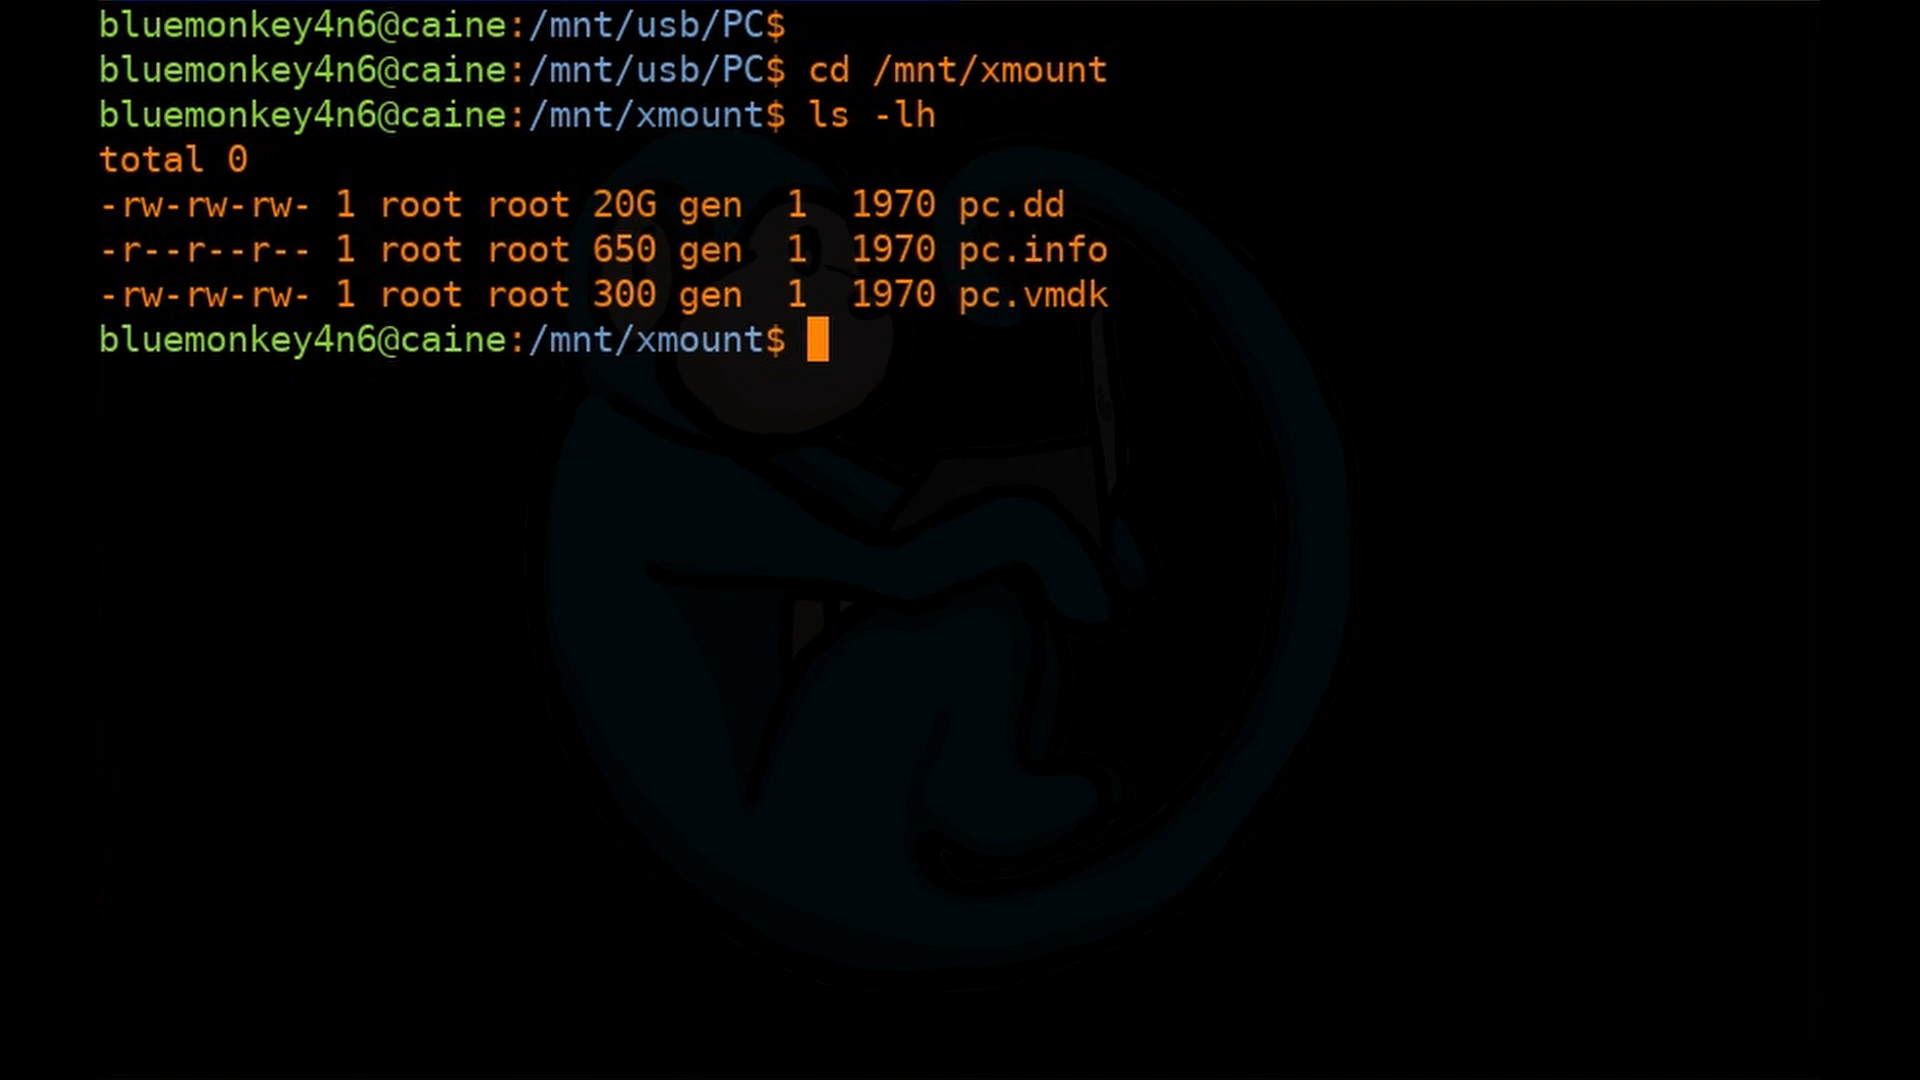 bluemonkey4n6@caine:/mnt/usb/PC$
bluemonkey4n6@caine:/mnt/usb/PC$ cd /mnt/xmount
bluemonkey4n6@caine:/mnt/xmount$ ls -lh
total 0
-rw-rw-rw- 1 root root 20G gen  1  1970 pc.dd
-r--r--r-- 1 root root 650 gen  1  1970 pc.info
-rw-rw-rw- 1 root root 300 gen  1  1970 pc.vmdk
bluemonkey4n6@caine:/mnt/xmount$